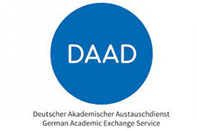 DAAD
Deutscher Akademischer Austauschdienst
German Academic Exchange Service